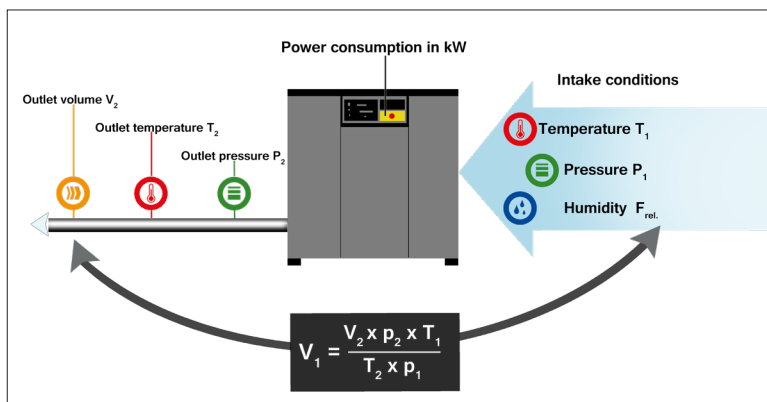 Power consumption in kW
Intake conditions
Outlet volume V₂
Outlet temperature T₂
Outlet pressure P₂
Temperature T₁
Pressure P₁
Humidity F rel.
V₁ = V₂ x p₂ x T₁
T₂ x p₁